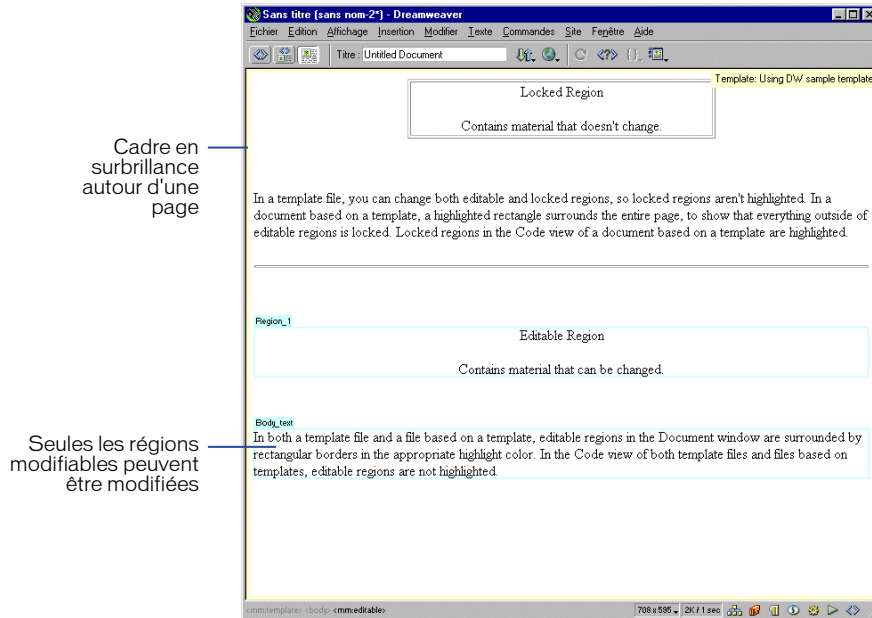 Sans titre (sans nom-2*) - Dreamweaver
Fichier Edition Affichage Insertion Modifier Texte Commandes Site Fenêtre Aide
Titre : Untitled Document
Template: Using DW sample template
Locked Region
Contains material that doesn't change.
Cadre en
surbrillance
autour d'une
page
In a template file, you can change both editable and locked regions, so locked regions aren't highlighted. In a
document based on a template, a highlighted rectangle surrounds the entire page, to show that everything outside of
editable regions is locked. Locked regions in the Code view of a document based on a template are highlighted.
Region_1
Editable Region
Contains material that can be changed.
Body_text
Seules les régions
modifiables peuvent
être modifiées
In both a template file and a file based on a template, editable regions in the Document window are surrounded by
rectangular borders in the appropriate highlight color. In the Code view of both template files and files based on
templates, editable regions are not highlighted.
<mm:template> <body> <mm:editable>
708 x 595 2K / 1 sec